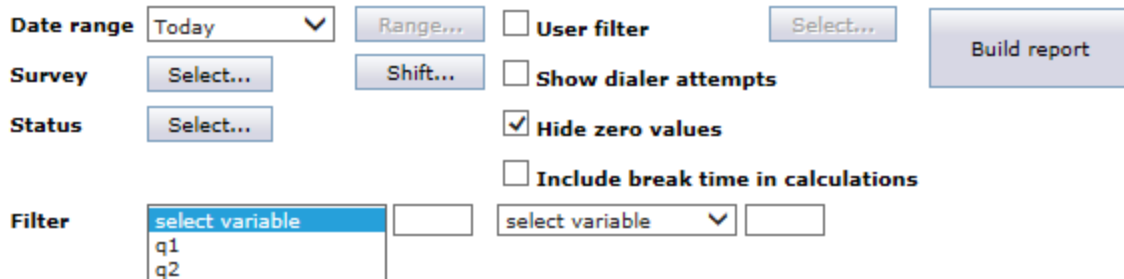 Date range Today Range... User filter Select... Build report
Survey Select... Shift... Show dialer attempts
Status Select... Hide zero values
Include break time in calculations
Filter select variable select variable
q1
q2